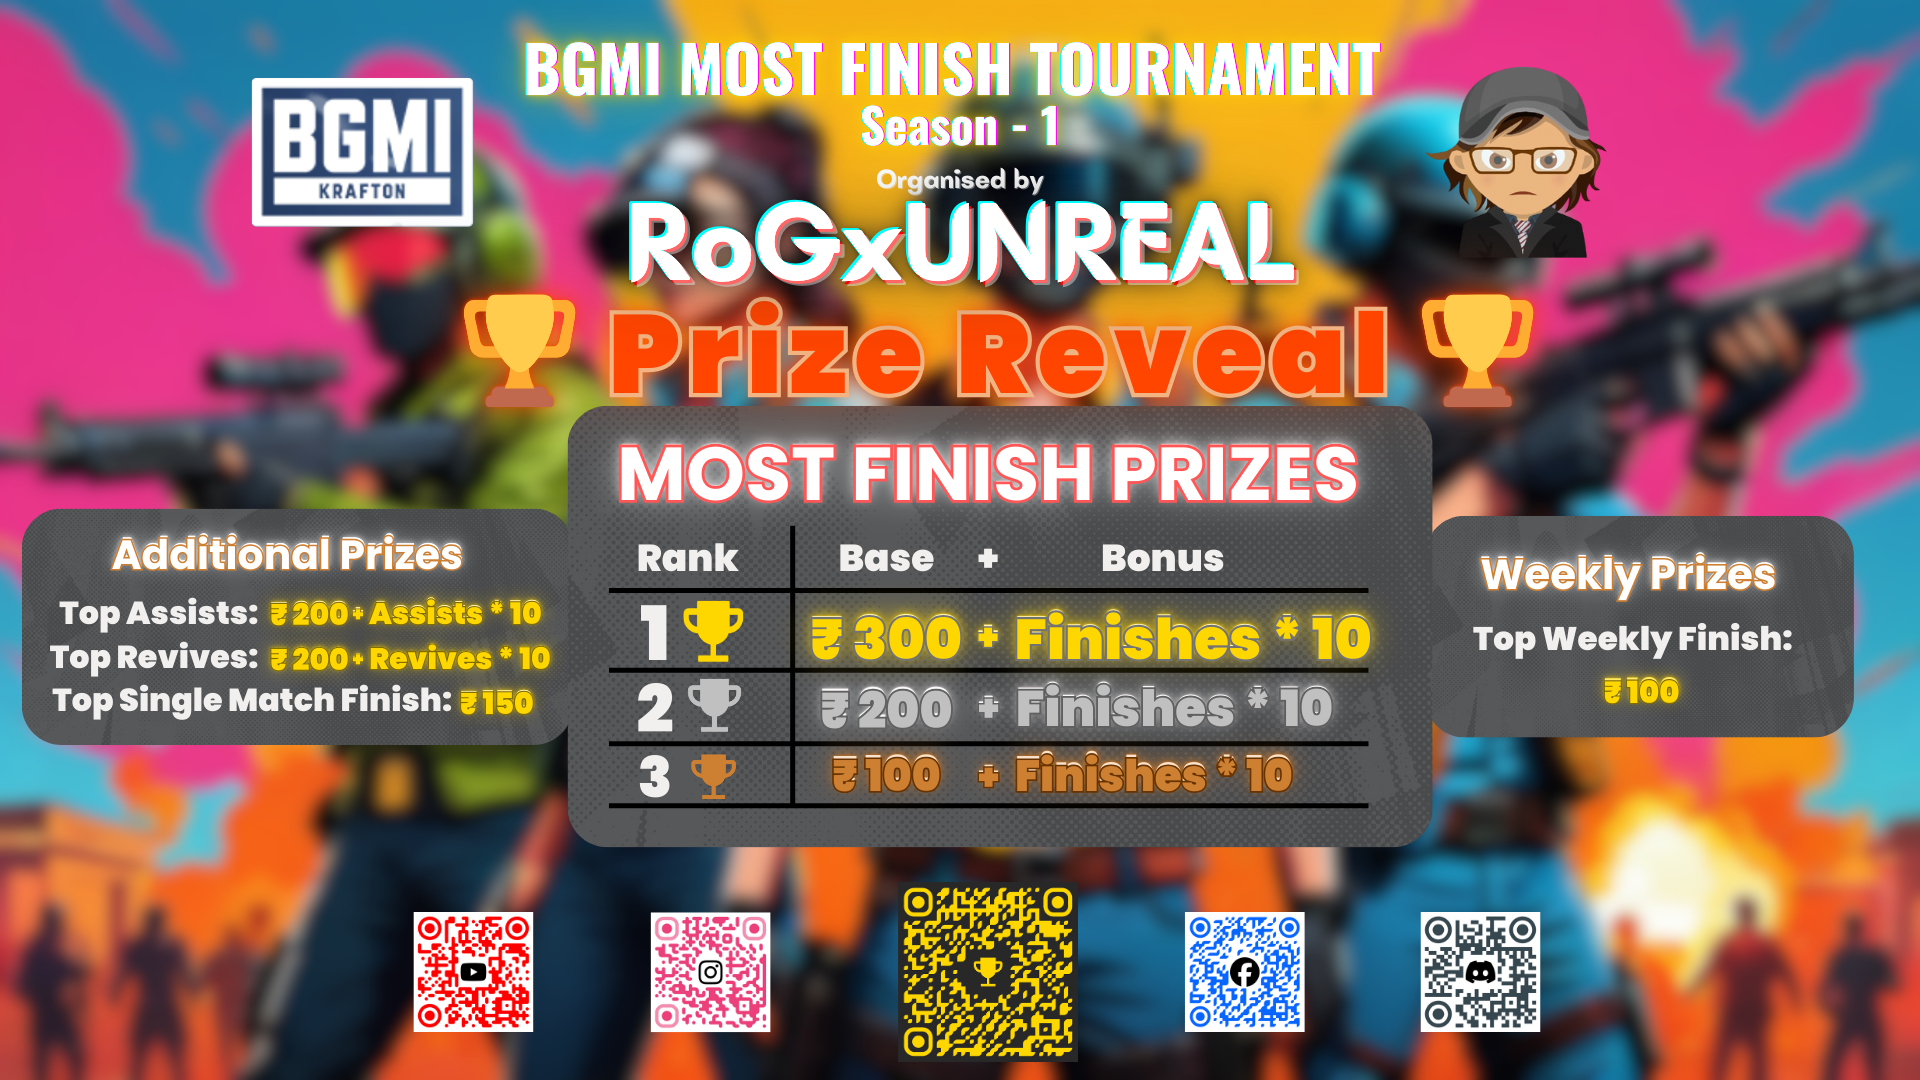 BGMI MOST FINISH TOURNAMENT
Season - 1
BGMI
KRAFTON
Organised by
RoGxUNREAL
Prize Reveal
MOST FINISH PRIZES
Rank Base + Bonus
1 ₹ 300 + Finishes * 10
2 ₹ 200 + Finishes * 10
3 ₹ 100 + Finishes * 10
Additional Prizes
Top Assists: ₹ 200 + Assists * 10
Top Revives: ₹ 200 + Revives * 10
Top Single Match Finish: ₹ 150
Weekly Prizes
Top Weekly Finish:
₹ 100